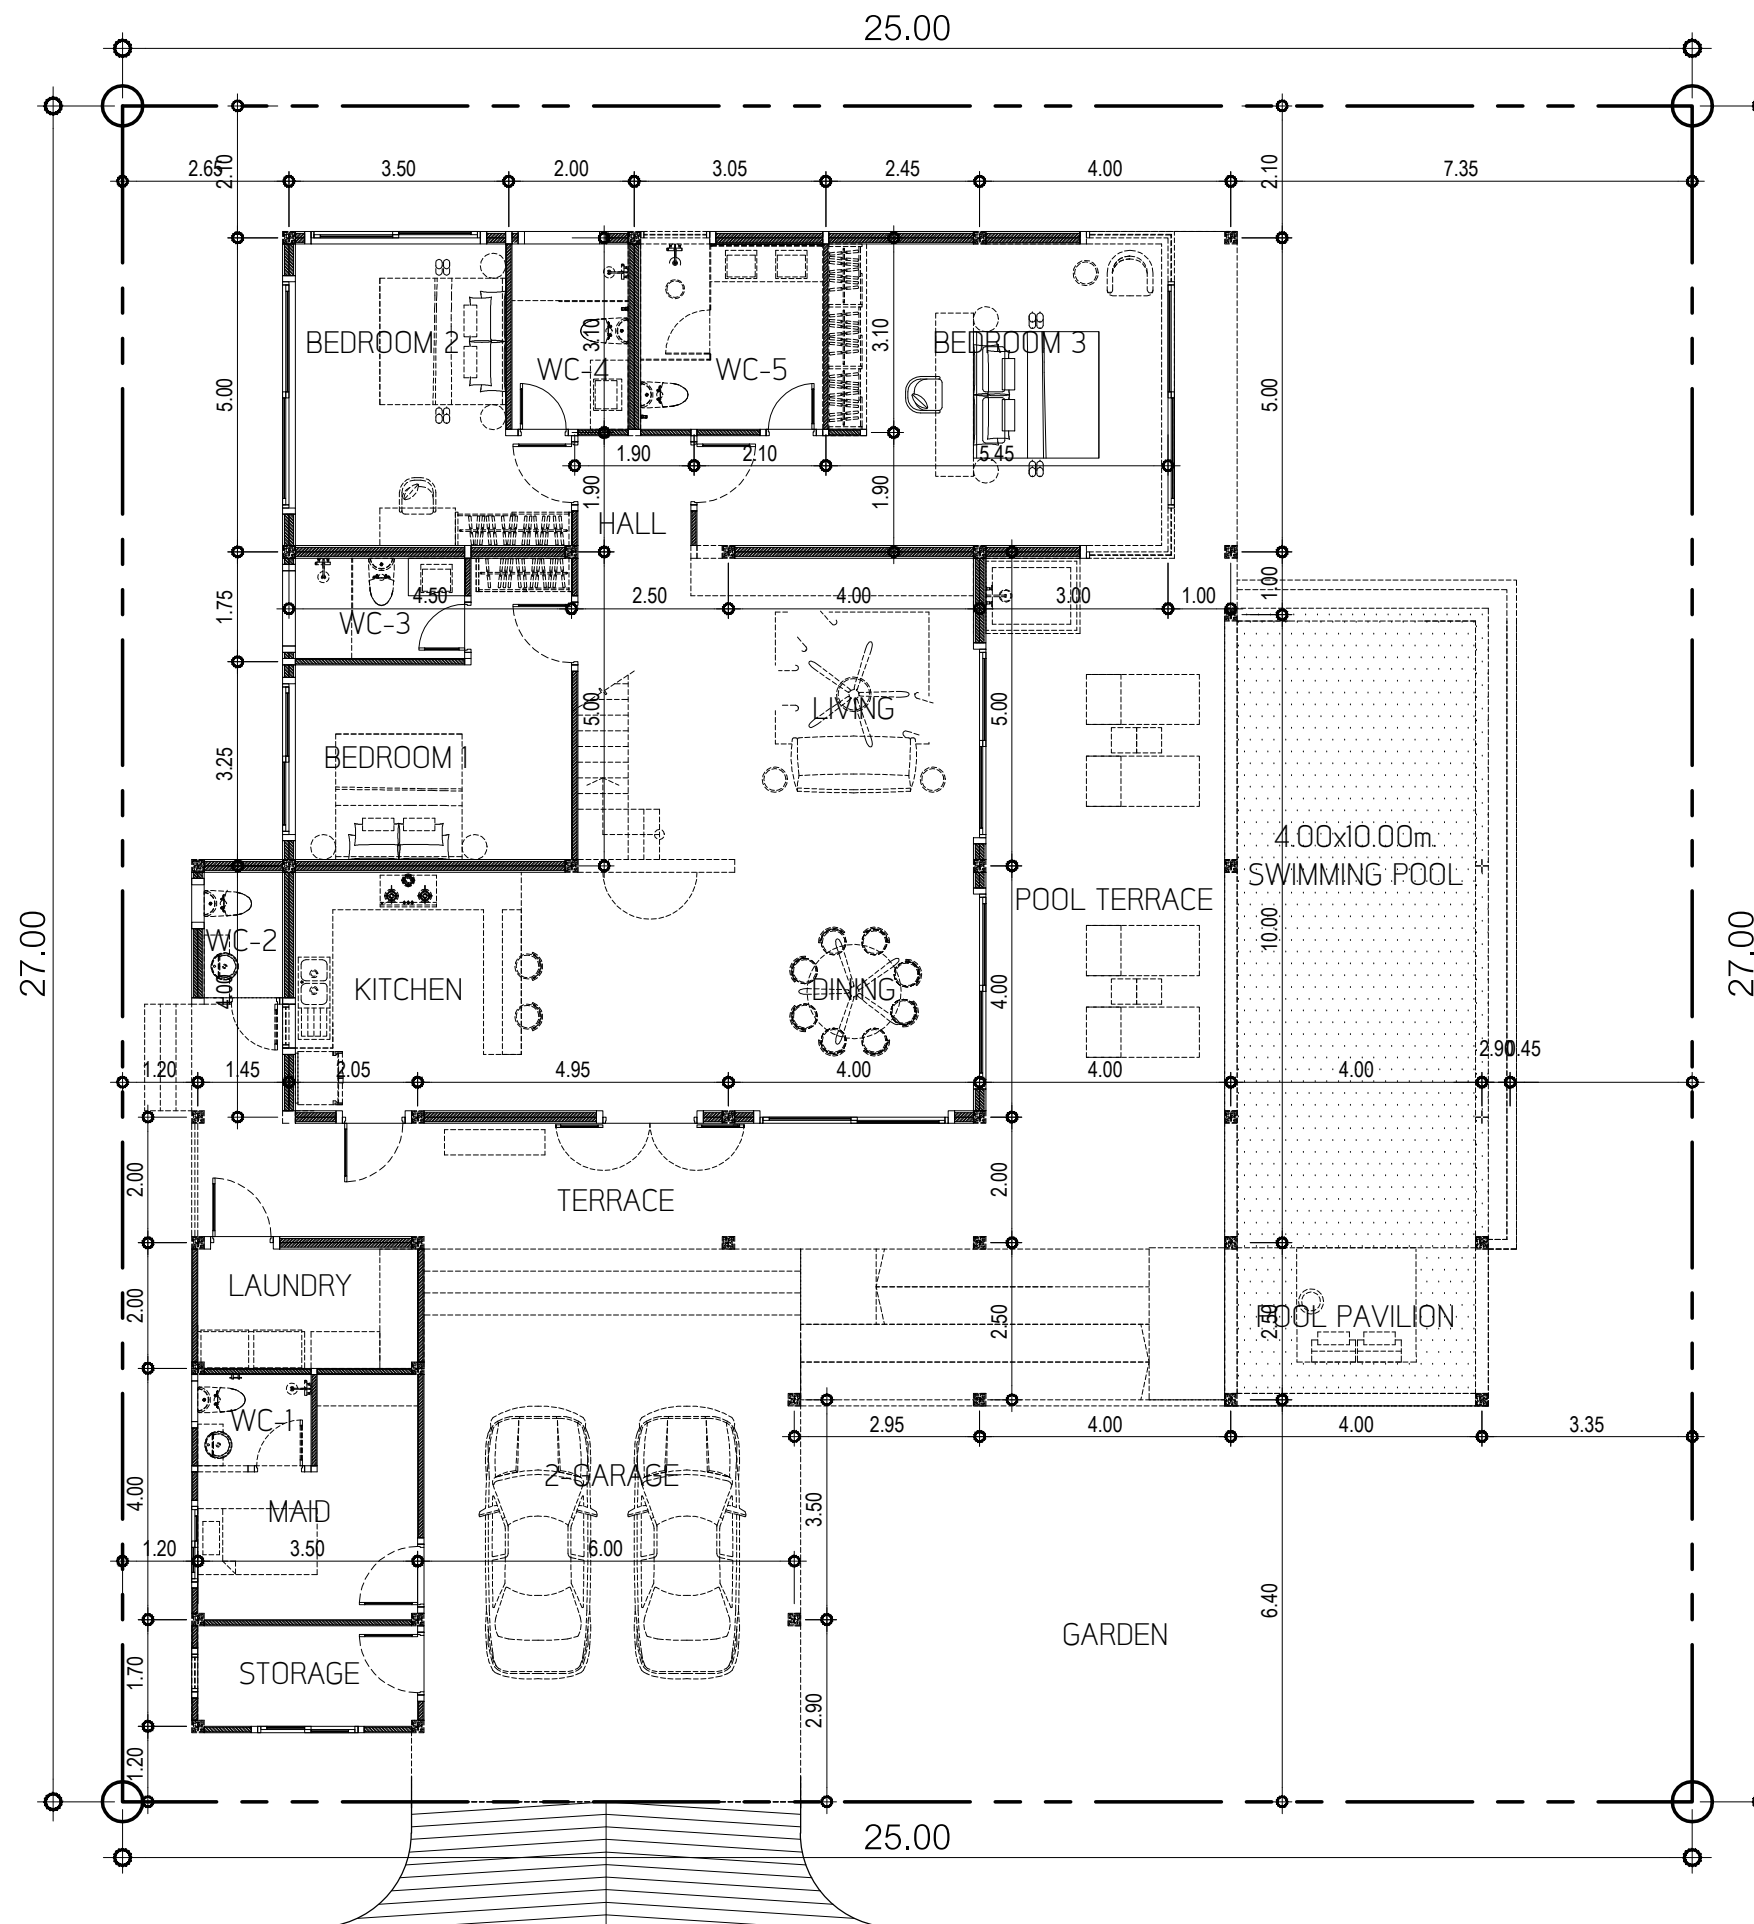 25.00
2.65 3.50 2.00 3.05 2.45 4.00 7.35
2.10 2.10
BEDROOM 2 3.10 3.10 BEDROOM 3
WC-4 WC-5
5.00 5.00
1.90 2.10 5.45
1.90 1.90
HALL
1.75 4.50 2.50 4.00 3.00 1.00 1.00
WC-3
5.00 LIVING 5.00
3.25 BEDROOM 1
4.00x10.00m.
SWIMMING POOL
POOL TERRACE
27.00 WC-2 10.00 27.00
4.00 KITCHEN DINING 4.00
2.90 0.45
1.20 1.45 2.05 4.95 4.00 4.00 4.00
2.00 TERRACE 2.00
LAUNDRY
2.00 2.50 2.50 POOL PAVILION
WC-1 2.95 4.00 4.00 3.35
2-GARAGE
4.00 MAID 3.50
1.20 3.50 6.00
6.40
GARDEN
1.70 STORAGE
2.90
1.20
25.00